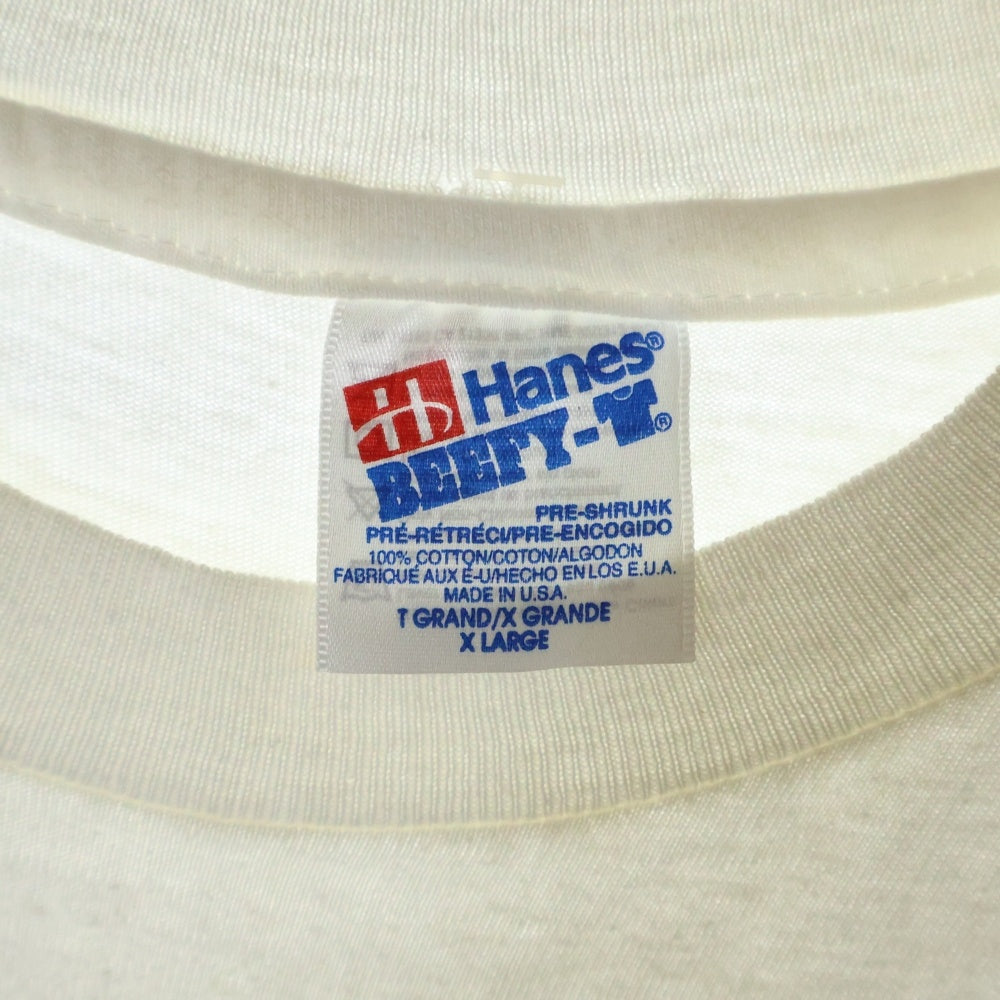 Hanes®
BEEFY-T®
PRE-SHRUNK
PRÉ-RÉTRÉCI/PRE-ENCOGIDO
100% COTTON/COTON/ALGODON
FABRIQUÉ AUX É-U/HECHO EN LOS E.U.A.
MADE IN U.S.A.
T GRAND/X GRANDE
X LARGE